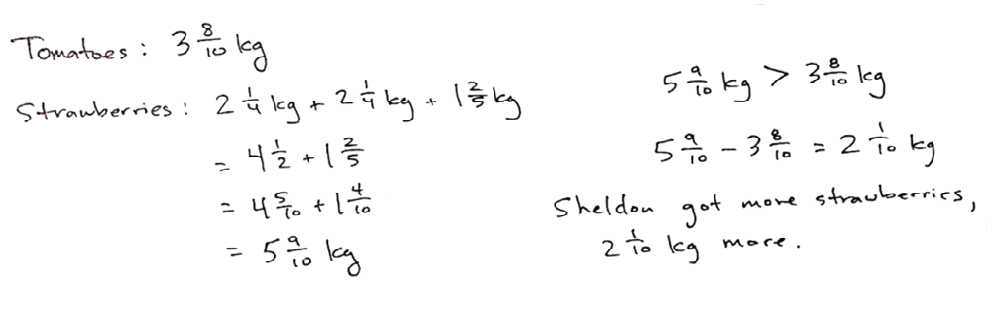 Tomatoes: 3 8/10 kg
Strawberries: 2 1/4 kg + 2 1/4 kg + 1 2/5 kg
= 4 1/2 + 1 2/5
= 4 5/10 + 1 4/10
= 5 9/10 kg
5 9/10 kg > 3 8/10 kg
5 9/10 - 3 8/10 = 2 1/10 kg
Sheldon got more strawberries,
2 1/10 kg more.